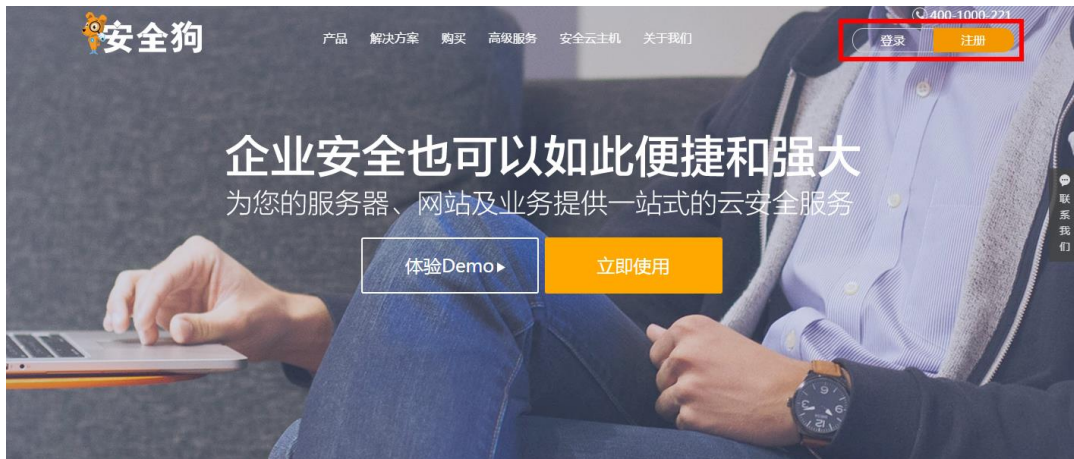 400-1000-221
安全狗
产品 解决方案 购买 高级服务 安全云主机 关于我们
登录 注册
企业安全也可以如此便捷和强大
为您的服务器、网站及业务提供一站式的云安全服务
体验Demo▸ 立即使用
联系我们